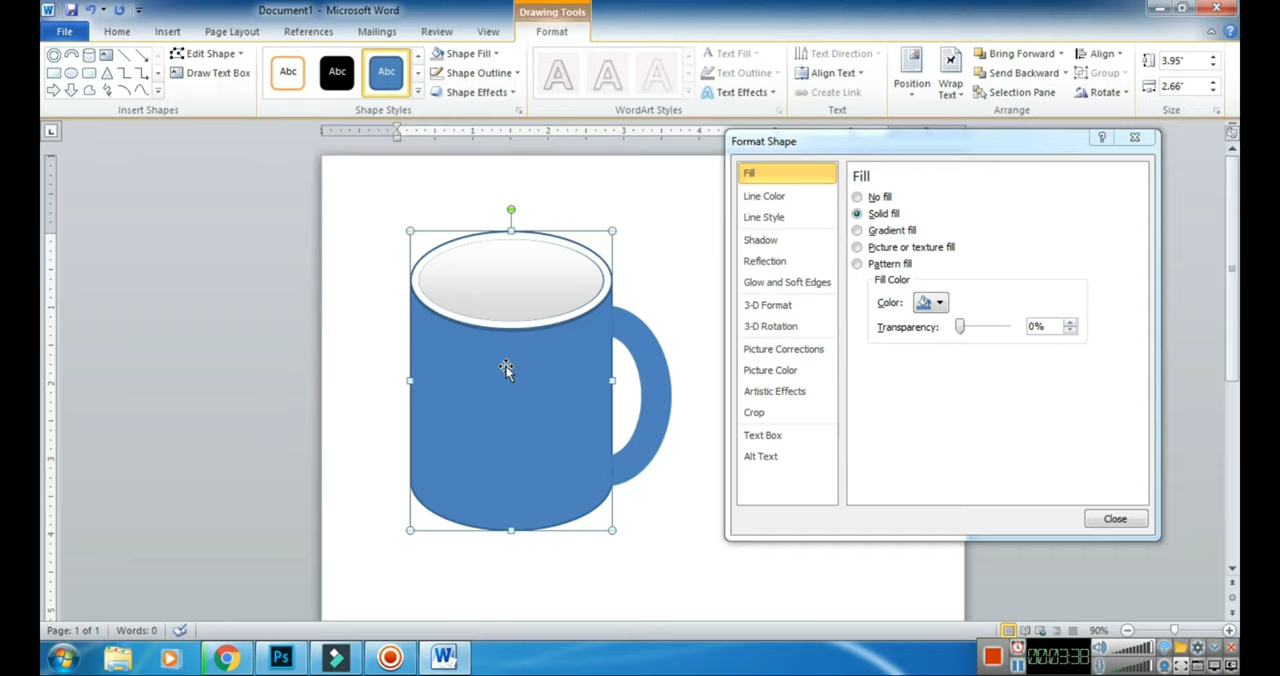 Document1 - Microsoft Word
Drawing Tools
File Home Insert Page Layout References Mailings Review View Format
Edit Shape
Draw Text Box
Insert Shapes
Abc Abc Abc
Shape Fill
Shape Outline
Shape Effects
Shape Styles
A A A
Text Fill
Text Outline
Text Effects
WordArt Styles
Text Direction
Align Text
Create Link
Text
Position
Wrap
Text
Bring Forward
Send Backward
Selection Pane
Align
Group
Rotate
Arrange
3.95"
2.66"
Size
Format Shape
Fill
Line Color
Line Style
Shadow
Reflection
Glow and Soft Edges
3-D Format
3-D Rotation
Picture Corrections
Picture Color
Artistic Effects
Crop
Text Box
Alt Text
Fill
No fill
Solid fill
Gradient fill
Picture or texture fill
Pattern fill
Fill Color
Color:
Transparency: 0%
Close
Page: 1 of 1 Words: 0
90%
Ps
W
00:03:38